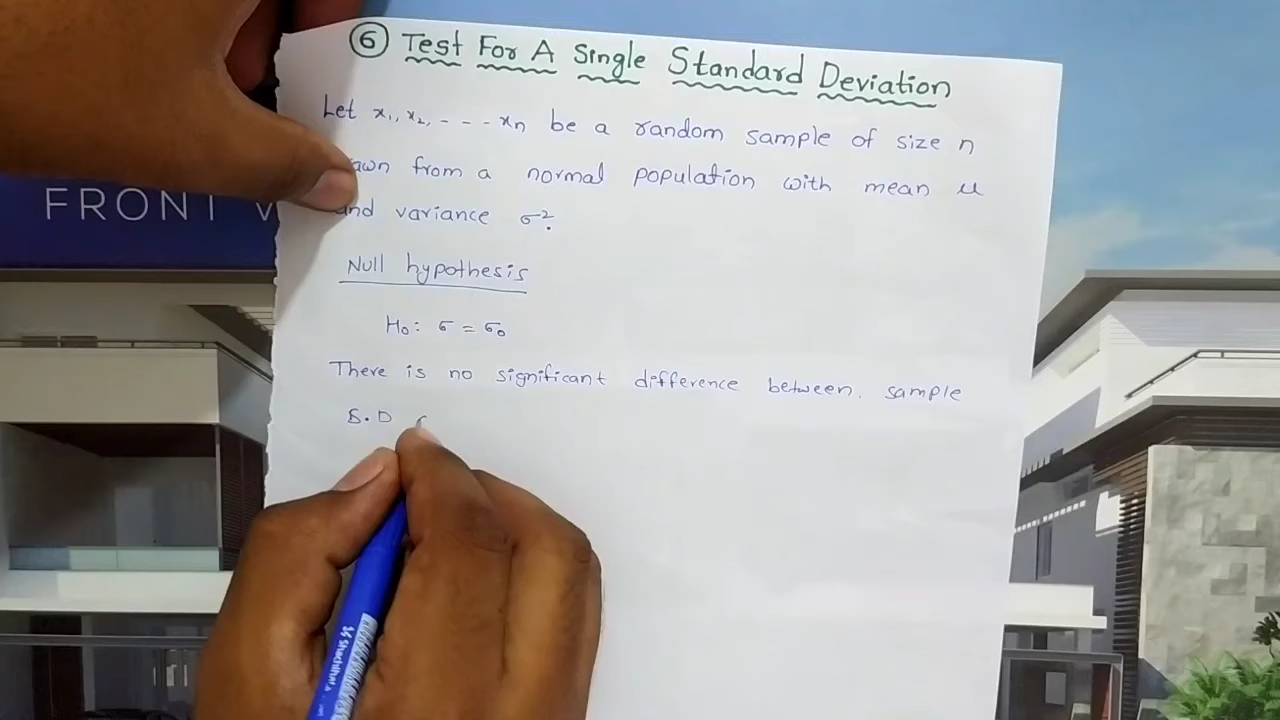 6 Test For A Single Standard Deviation
Let x₁, x₂, - - - xn be a random sample of size n
awn from a normal population with mean μ
and variance σ².
Null hypothesis
H₀: σ = σ₀
There is no significant difference between. sample
S.D
FRONT